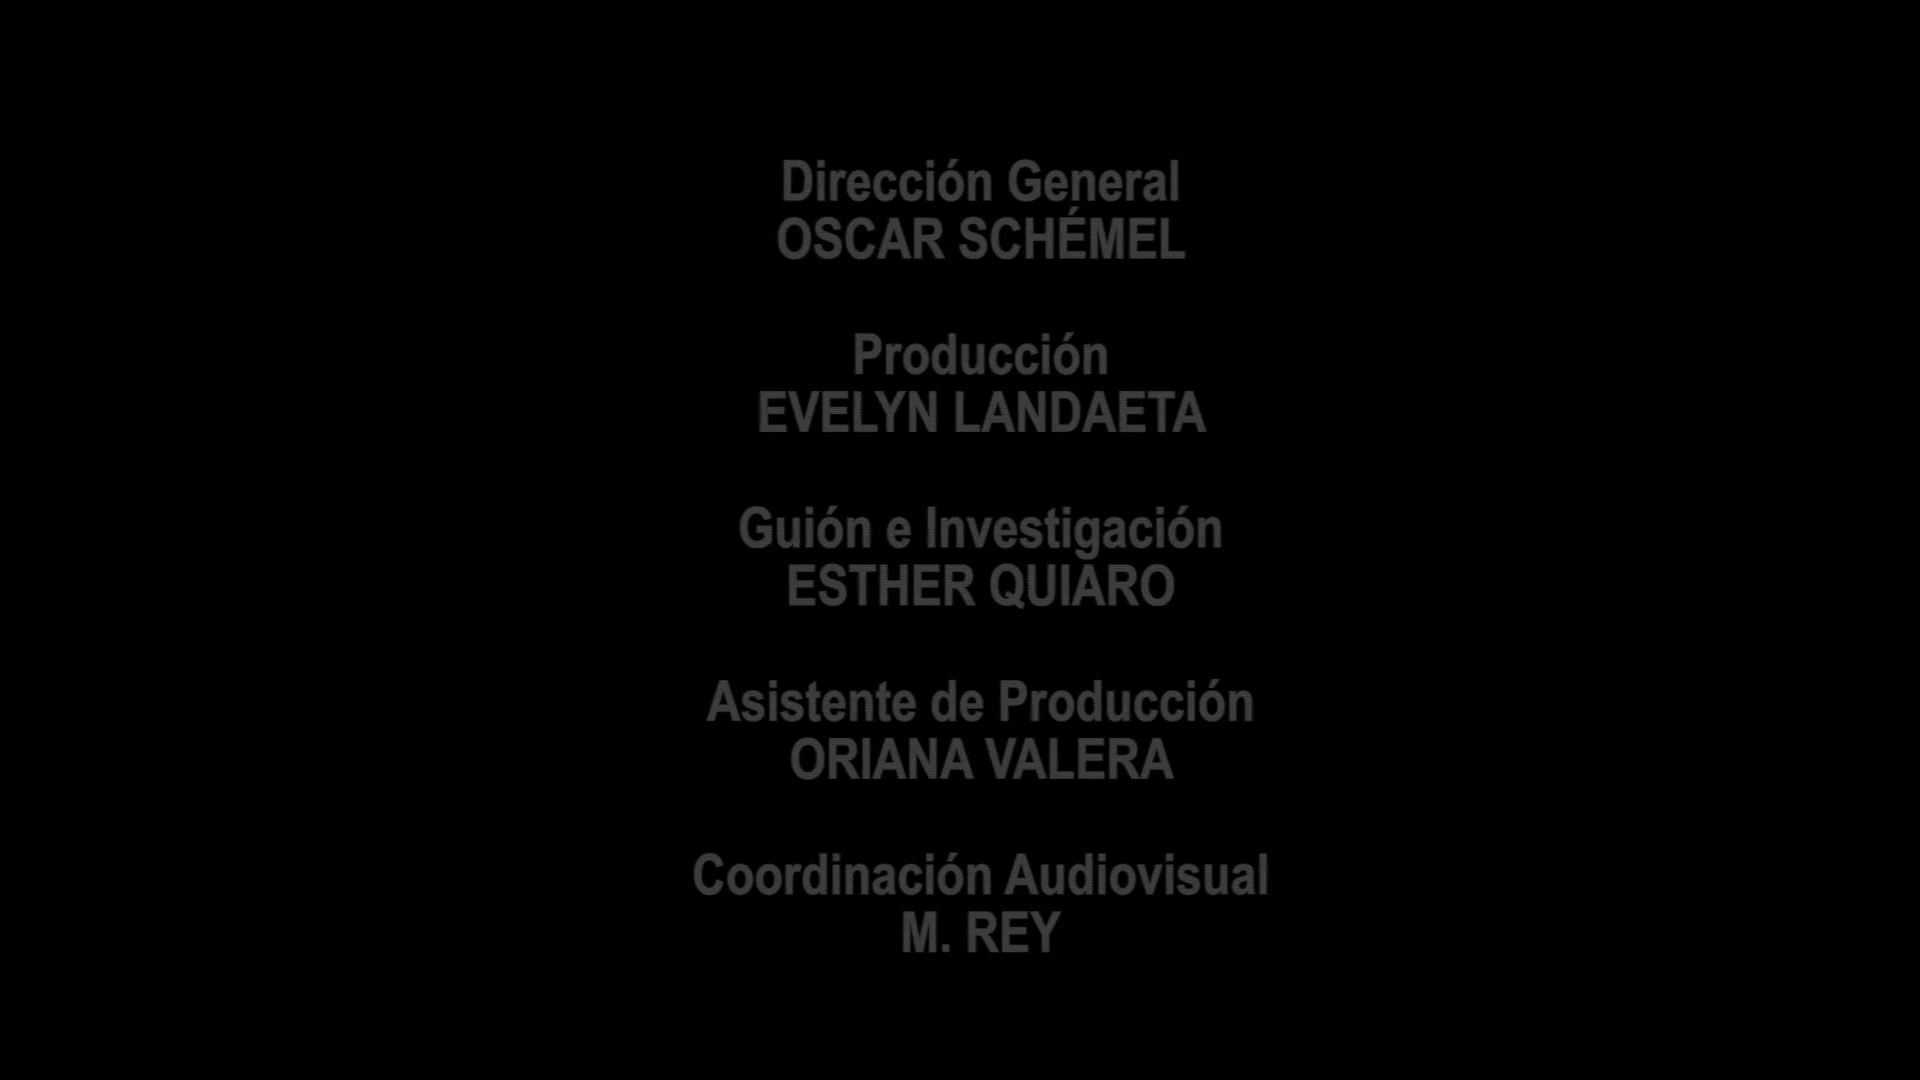 Dirección General
OSCAR SCHÉMEL
Producción
EVELYN LANDAETA
Guión e Investigación
ESTHER QUIARO
Asistente de Producción
ORIANA VALERA
Coordinación Audiovisual
M. REY